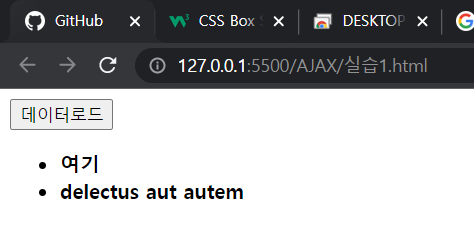 GitHub
CSS Box
DESKTOP
127.0.0.1:5500/AJAX/실습1.html
데이터로드
여기
delectus aut autem